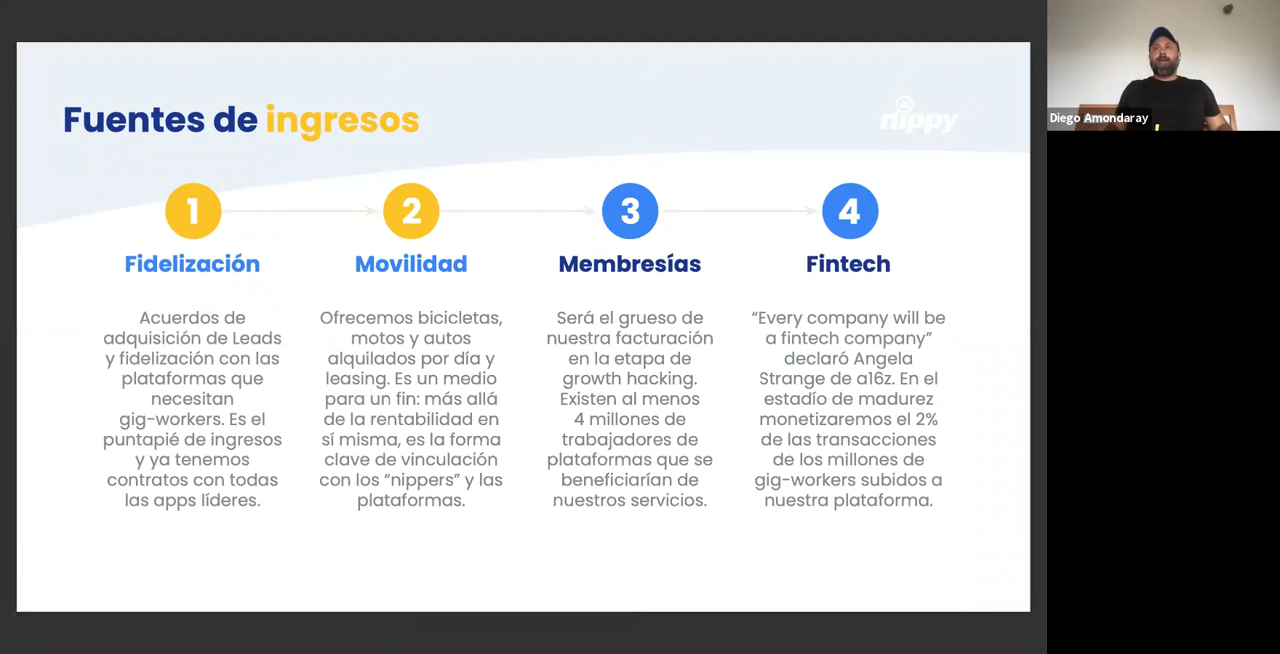 Fuentes de ingresos
nippy
1
2
3
4
Fidelización
Movilidad
Membresías
Fintech
Acuerdos de
adquisición de Leads
y fidelización con las
plataformas que
necesitan
gig-workers. Es el
puntapié de ingresos
y ya tenemos
contratos con todas
las apps líderes.
Ofrecemos bicicletas,
motos y autos
alquilados por día y
leasing. Es un medio
para un fin: más allá
de la rentabilidad en
sí misma, es la forma
clave de vinculación
con los “nippers” y las
plataformas.
Será el grueso de
nuestra facturación
en la etapa de
growth hacking.
Existen al menos
4 millones de
trabajadores de
plataformas que se
beneficiarían de
nuestros servicios.
“Every company will be
a fintech company”
declaró Angela
Strange de a16z. En el
estadío de madurez
monetizaremos el 2%
de las transacciones
de los millones de
gig-workers subidos a
nuestra plataforma.
Diego Amondaray